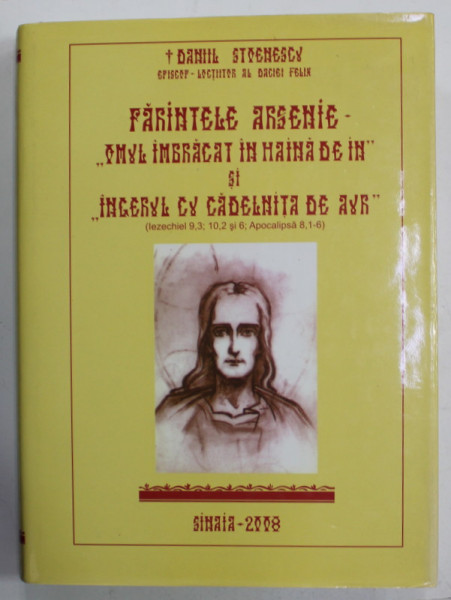 † DANIIL STOENESCU
EPISCOP - LOCȚIITOR AL DACIEI FELIX
PĂRINTELE ARSENIE -
„OMUL ÎMBRĂCAT ÎN HAINĂ DE IN”
ȘI
„ÎNGERUL CU CĂDELNIȚA DE AUR”
(Iezechiel 9,3; 10,2 și 6; Apocalipsă 8,1-6)
SINAIA - 2008